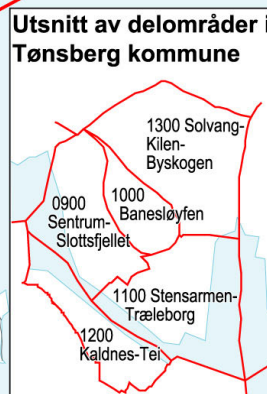 Utsnitt av delområder i
Tønsberg kommune
1300 Solvang-
Kilen-
Byskogen
1000
Banesløyfen
0900
Sentrum-
Slottsfjellet
1100 Stensarmen-
Træleborg
1200
Kaldnes-Tei